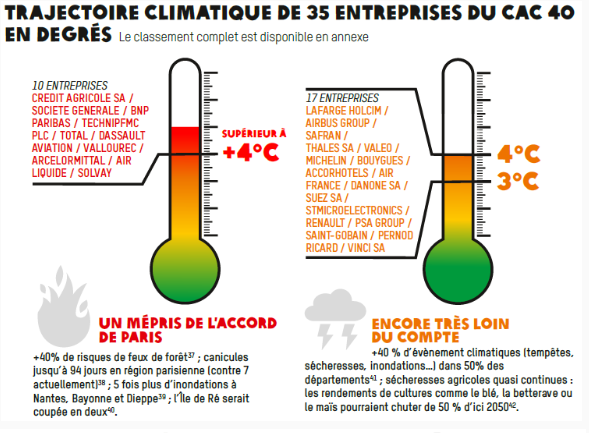 TRAJECTOIRE CLIMATIQUE DE 35 ENTREPRISES DU CAC 40
EN DEGRÉS Le classement complet est disponible en annexe
10 ENTREPRISES
CREDIT AGRICOLE SA /
SOCIETE GENERALE / BNP
PARIBAS / TECHNIPFMC
PLC / TOTAL / DASSAULT
AVIATION / VALLOUREC /
ARCELORMITTAL / AIR
LIQUIDE / SOLVAY
SUPÉRIEUR À
+4°C
UN MÉPRIS DE L'ACCORD
DE PARIS
+40% de risques de feux de forêt³⁷ ; canicules
jusqu'à 94 jours en région parisienne (contre 7
actuellement)³⁸ ; 5 fois plus d'inondations à
Nantes, Bayonne et Dieppe³⁹ ; l'Île de Ré serait
coupée en deux⁴⁰.
17 ENTREPRISES
LAFARGE HOLCIM /
AIRBUS GROUP /
SAFRAN /
THALES SA / VALEO /
MICHELIN / BOUYGUES /
ACCORHOTELS / AIR
FRANCE / DANONE SA /
SUEZ SA /
STMICROELECTRONICS /
RENAULT / PSA GROUP /
SAINT-GOBAIN / PERNOD
RICARD / VINCI SA
4°C
3°C
ENCORE TRÈS LOIN
DU COMPTE
+40 % d'évènement climatiques (tempêtes,
sécheresses, inondations...) dans 50% des
départements⁴¹ ; sécheresses agricoles quasi continues :
les rendements de cultures comme le blé, la betterave ou
le maïs pourraient chuter de 50 % d'ici 2050⁴².